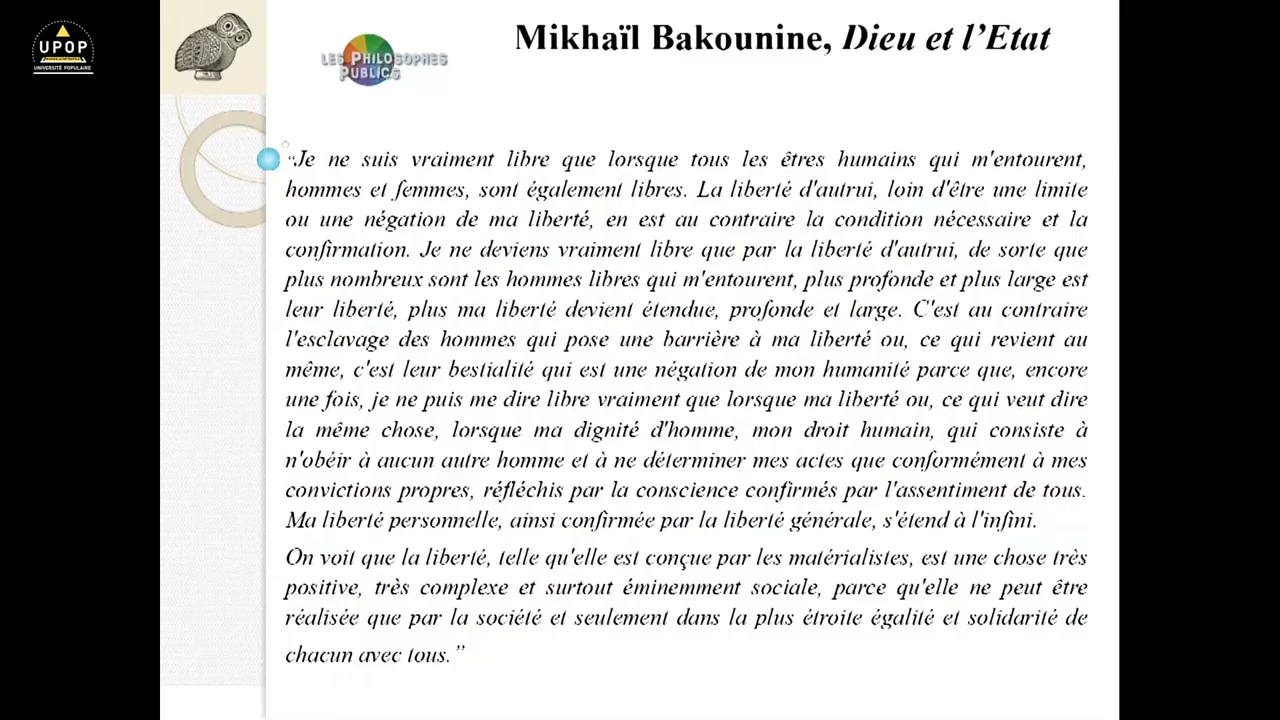 UPOP
UNIVERSITÉ POPULAIRE
LES PHILOSOPHES
PUBLICS
Mikhaïl Bakounine, Dieu et l’Etat
“Je ne suis vraiment libre que lorsque tous les êtres humains qui m'entourent,
hommes et femmes, sont également libres. La liberté d'autrui, loin d'être une limite
ou une négation de ma liberté, en est au contraire la condition nécessaire et la
confirmation. Je ne deviens vraiment libre que par la liberté d'autrui, de sorte que
plus nombreux sont les hommes libres qui m'entourent, plus profonde et plus large est
leur liberté, plus ma liberté devient étendue, profonde et large. C'est au contraire
l'esclavage des hommes qui pose une barrière à ma liberté ou, ce qui revient au
même, c'est leur bestialité qui est une négation de mon humanité parce que, encore
une fois, je ne puis me dire libre vraiment que lorsque ma liberté ou, ce qui veut dire
la même chose, lorsque ma dignité d'homme, mon droit humain, qui consiste à
n'obéir à aucun autre homme et à ne déterminer mes actes que conformément à mes
convictions propres, réfléchis par la conscience confirmés par l'assentiment de tous.
Ma liberté personnelle, ainsi confirmée par la liberté générale, s'étend à l'infini.
On voit que la liberté, telle qu'elle est conçue par les matérialistes, est une chose très
positive, très complexe et surtout éminemment sociale, parce qu'elle ne peut être
réalisée que par la société et seulement dans la plus étroite égalité et solidarité de
chacun avec tous.”